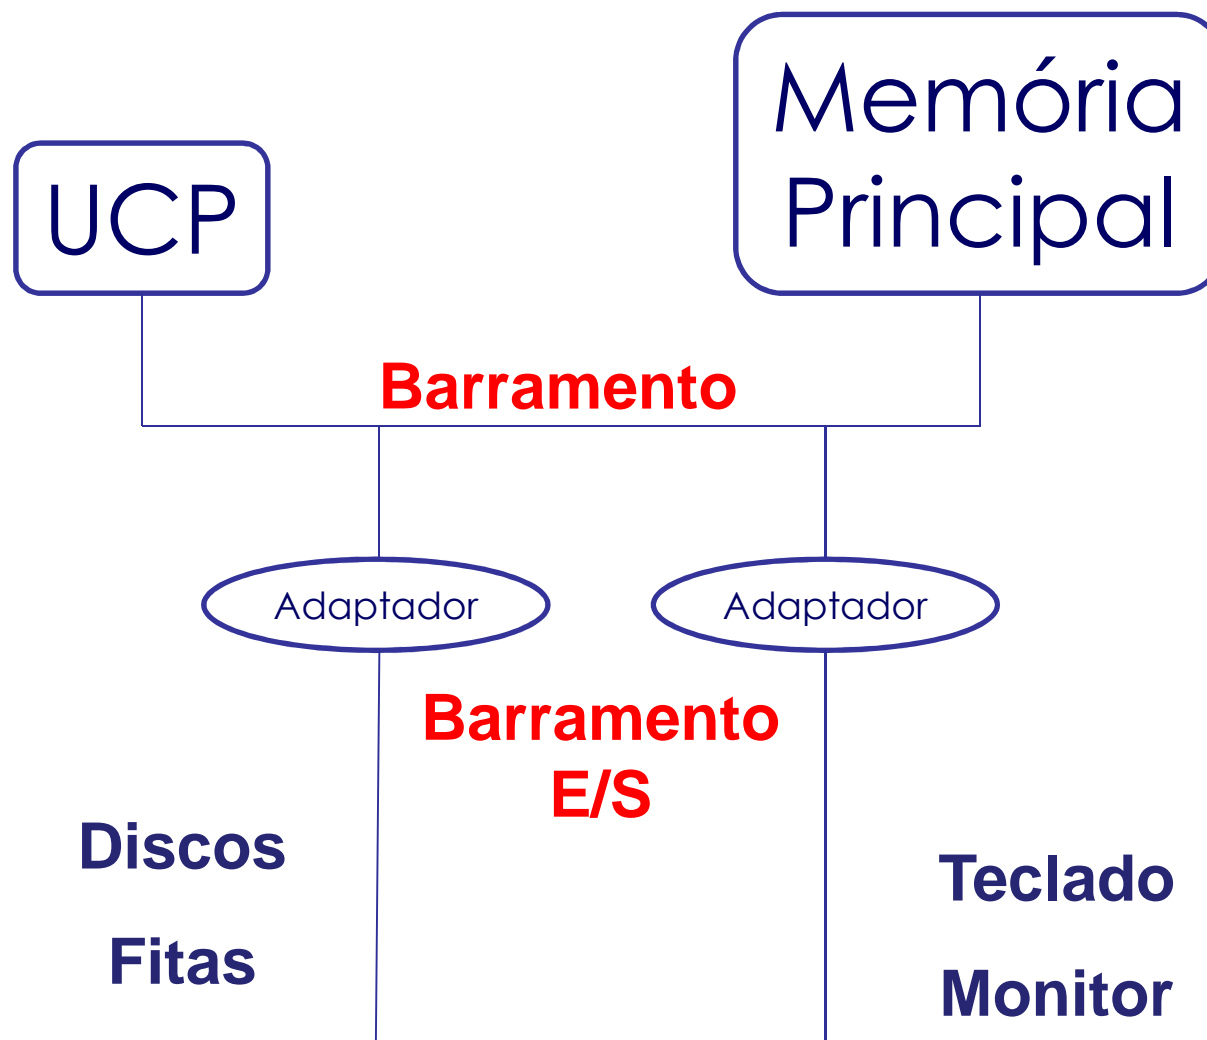 Memória
Principal
UCP
Barramento
Adaptador
Adaptador
Barramento
E/S
Discos
Fitas
Teclado
Monitor